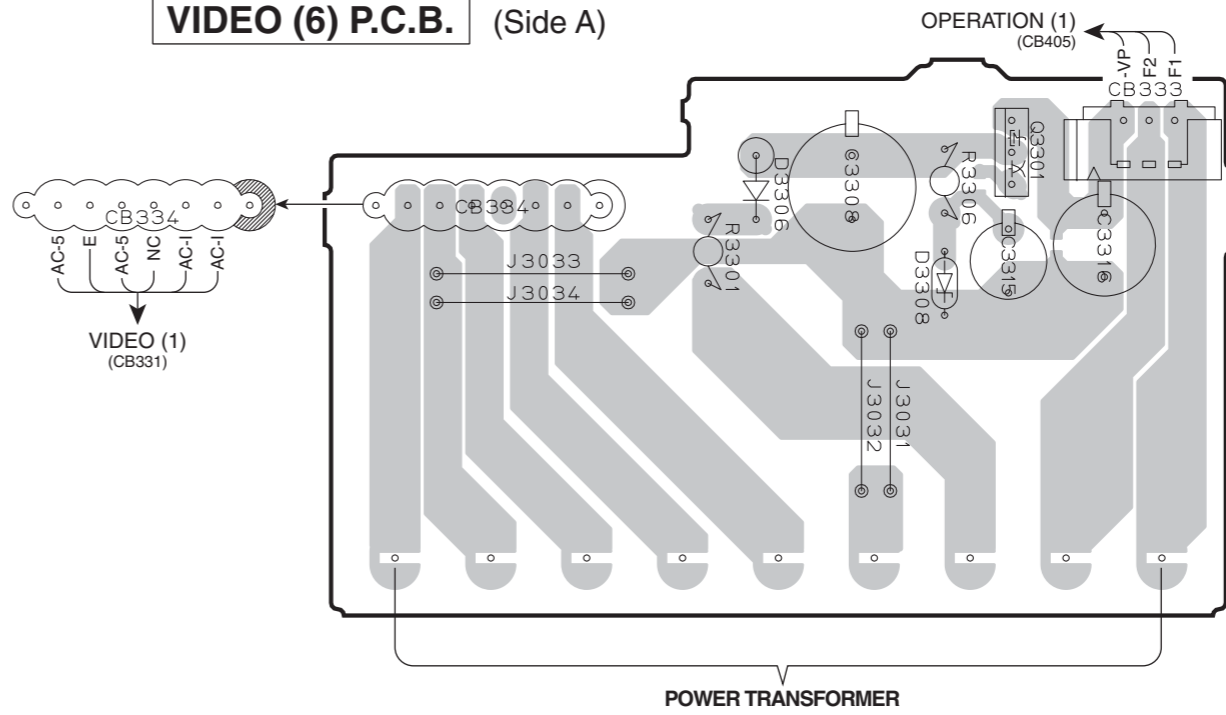 VIDEO (6) P.C.B. (Side A)
OPERATION (1)
(CB405)
-VP
F2
F1
CB333
CB334
AC-5
E
AC-5
NC
AC-I
AC-I
VIDEO (1)
(CB331)
CB334
J3033
J3034
R3301
D3306
C3308
R3306
Q3301
D3308
C3315
C3316
J3032
J3031
POWER TRANSFORMER